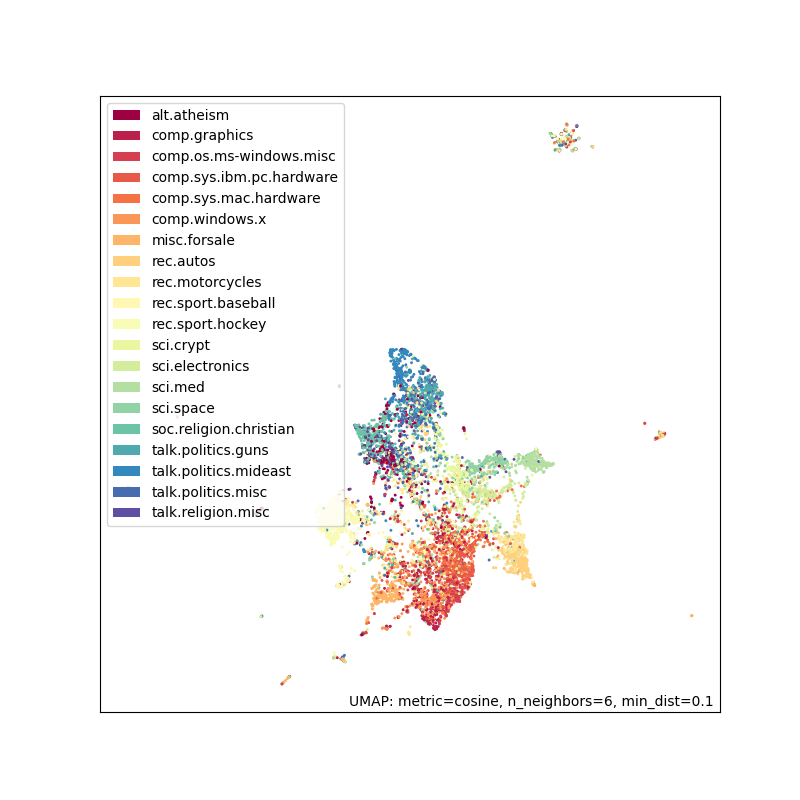 alt.atheism
comp.graphics
comp.os.ms-windows.misc
comp.sys.ibm.pc.hardware
comp.sys.mac.hardware
comp.windows.x
misc.forsale
rec.autos
rec.motorcycles
rec.sport.baseball
rec.sport.hockey
sci.crypt
sci.electronics
sci.med
sci.space
soc.religion.christian
talk.politics.guns
talk.politics.mideast
talk.politics.misc
talk.religion.misc
UMAP: metric=cosine, n_neighbors=6, min_dist=0.1